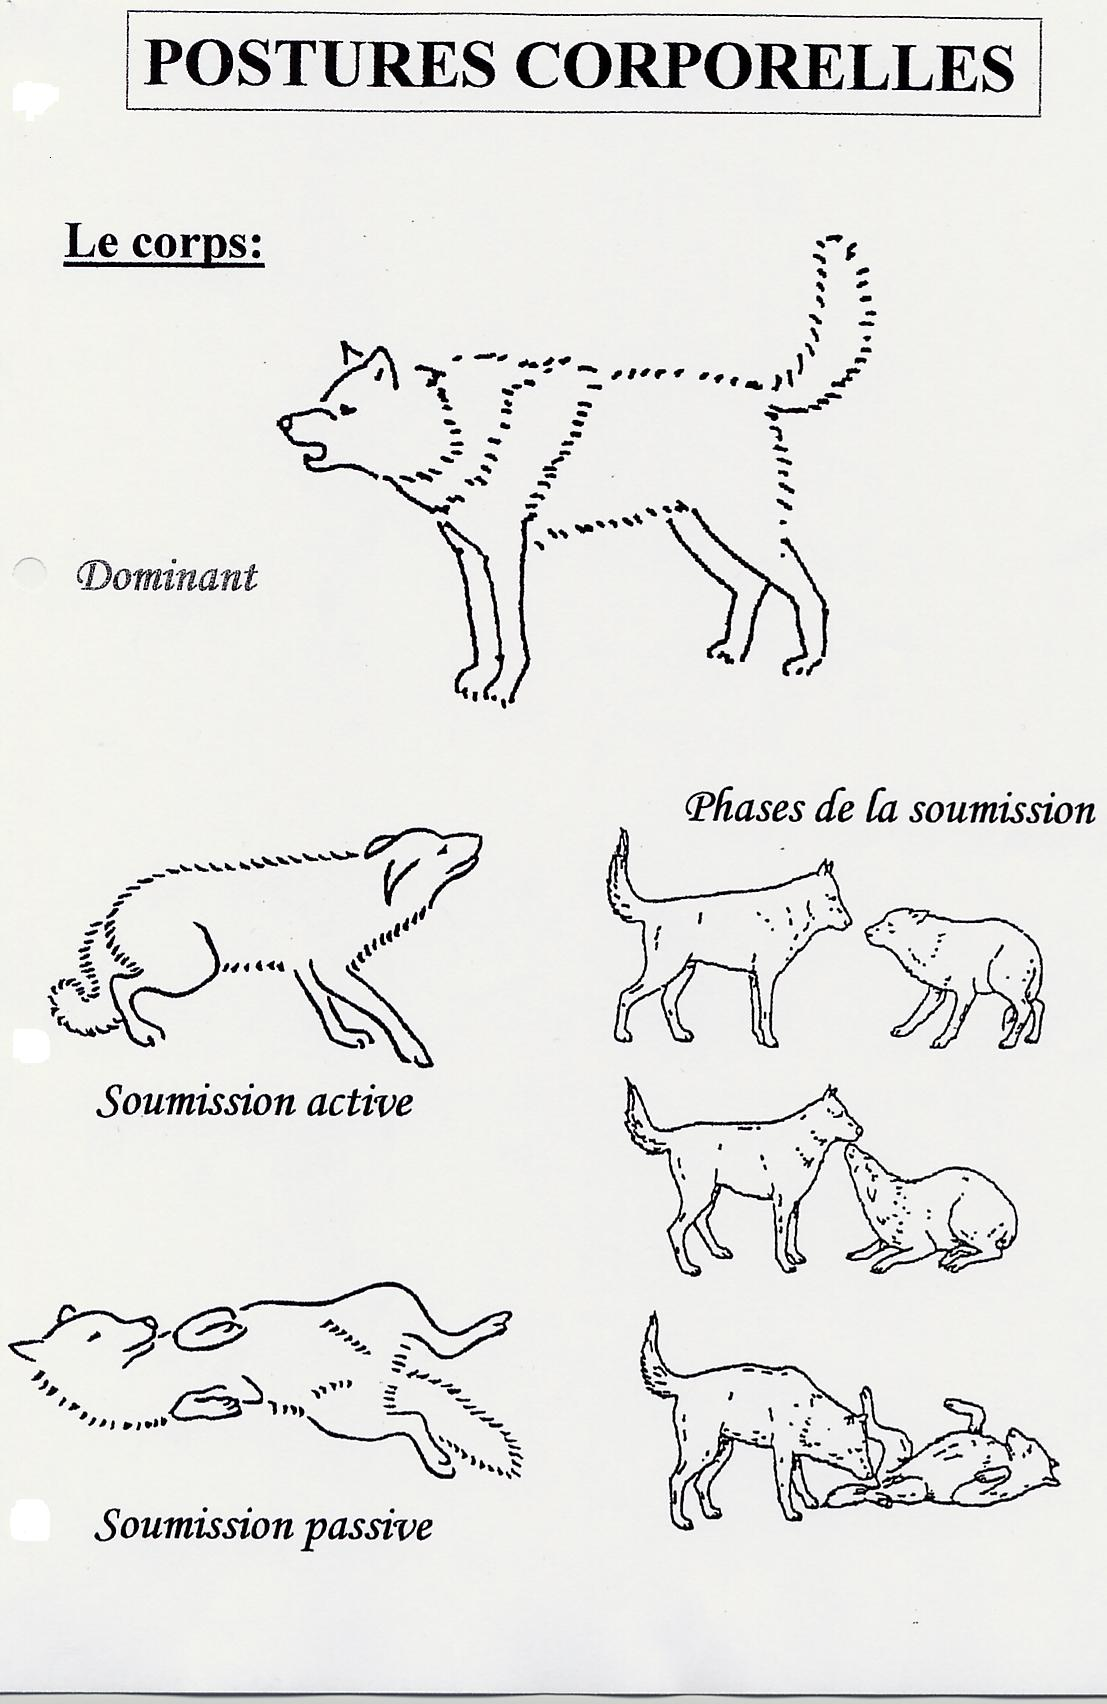 POSTURES CORPORELLES
Le corps:
Dominant
Phases de la soumission
Soumission active
Soumission passive